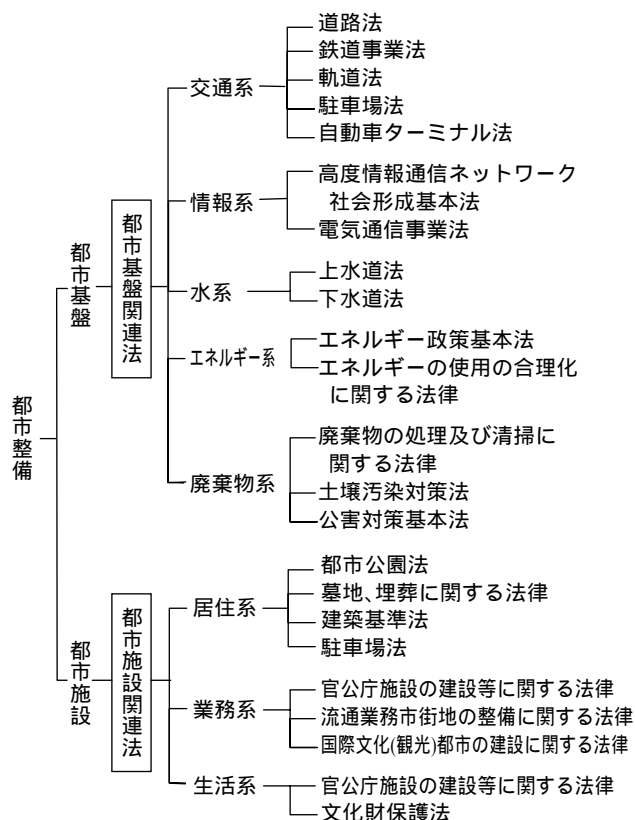 都市整備
都市基盤
都市基盤関連法
交通系
道路法
鉄道事業法
軌道法
駐車場法
自動車ターミナル法
情報系
高度情報通信ネットワーク
社会形成基本法
電気通信事業法
水系
上水道法
下水道法
エネルギー系
エネルギー政策基本法
エネルギーの使用の合理化
に関する法律
廃棄物系
廃棄物の処理及び清掃に
関する法律
土壌汚染対策法
公害対策基本法
都市施設
都市施設関連法
居住系
都市公園法
墓地、埋葬に関する法律
建築基準法
駐車場法
業務系
官公庁施設の建設等に関する法律
流通業務市街地の整備に関する法律
国際文化(観光)都市の建設に関する法律
生活系
官公庁施設の建設等に関する法律
文化財保護法